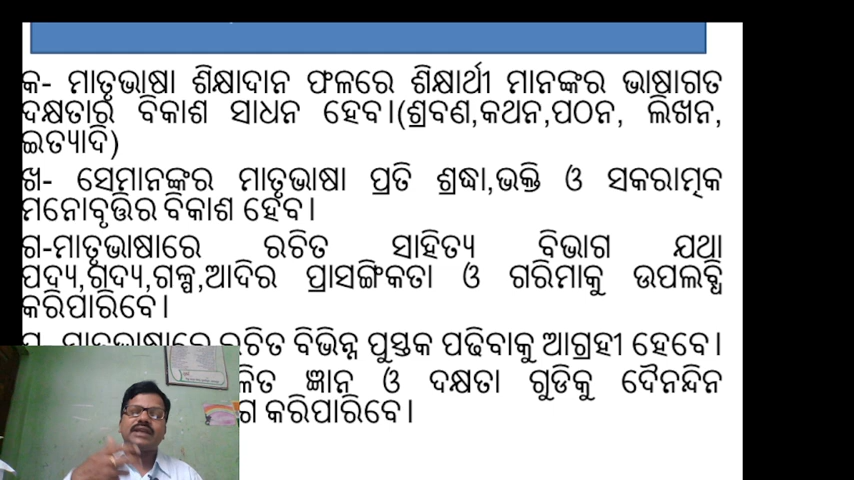 କ- ମାତୃଭାଷା ଶିକ୍ଷାଦାନ ଫଳରେ ଶିକ୍ଷାର୍ଥୀ ମାନଙ୍କର ଭାଷାଗତ
ଦକ୍ଷତାର ବିକାଶ ସାଧନ ହେବ।(ଶ୍ରବଣ,କଥନ,ପଠନ, ଲିଖନ,
ଇତ୍ୟାଦି)
ଖ- ସେମାନଙ୍କର ମାତୃଭାଷା ପ୍ରତି ଶ୍ରଦ୍ଧା,ଭକ୍ତି ଓ ସକରାତ୍ମକ
ମନୋବୃତ୍ତିର ବିକାଶ ହେବ।
ଗ-ମାତୃଭାଷାରେ ରଚିତ ସାହିତ୍ୟ ବିଭାଗ ଯଥା
ପଦ୍ୟ,ଗଦ୍ୟ,ଗଳ୍ପ,ଆଦିର ପ୍ରାସଙ୍ଗିକତା ଓ ଗରିମାକୁ ଉପଲବ୍ଧି
କରିପାରିବେ।
ମାତୃଭାଷାରେ ରଚିତ ବିଭିନ୍ନ ପୁସ୍ତକ ପଢିବାକୁ ଆଗ୍ରହୀ ହେବେ।
ଜ୍ଞାନ ଓ ଦକ୍ଷତା ଗୁଡିକୁ ଦୈନନ୍ଦିନ
କରିପାରିବେ।